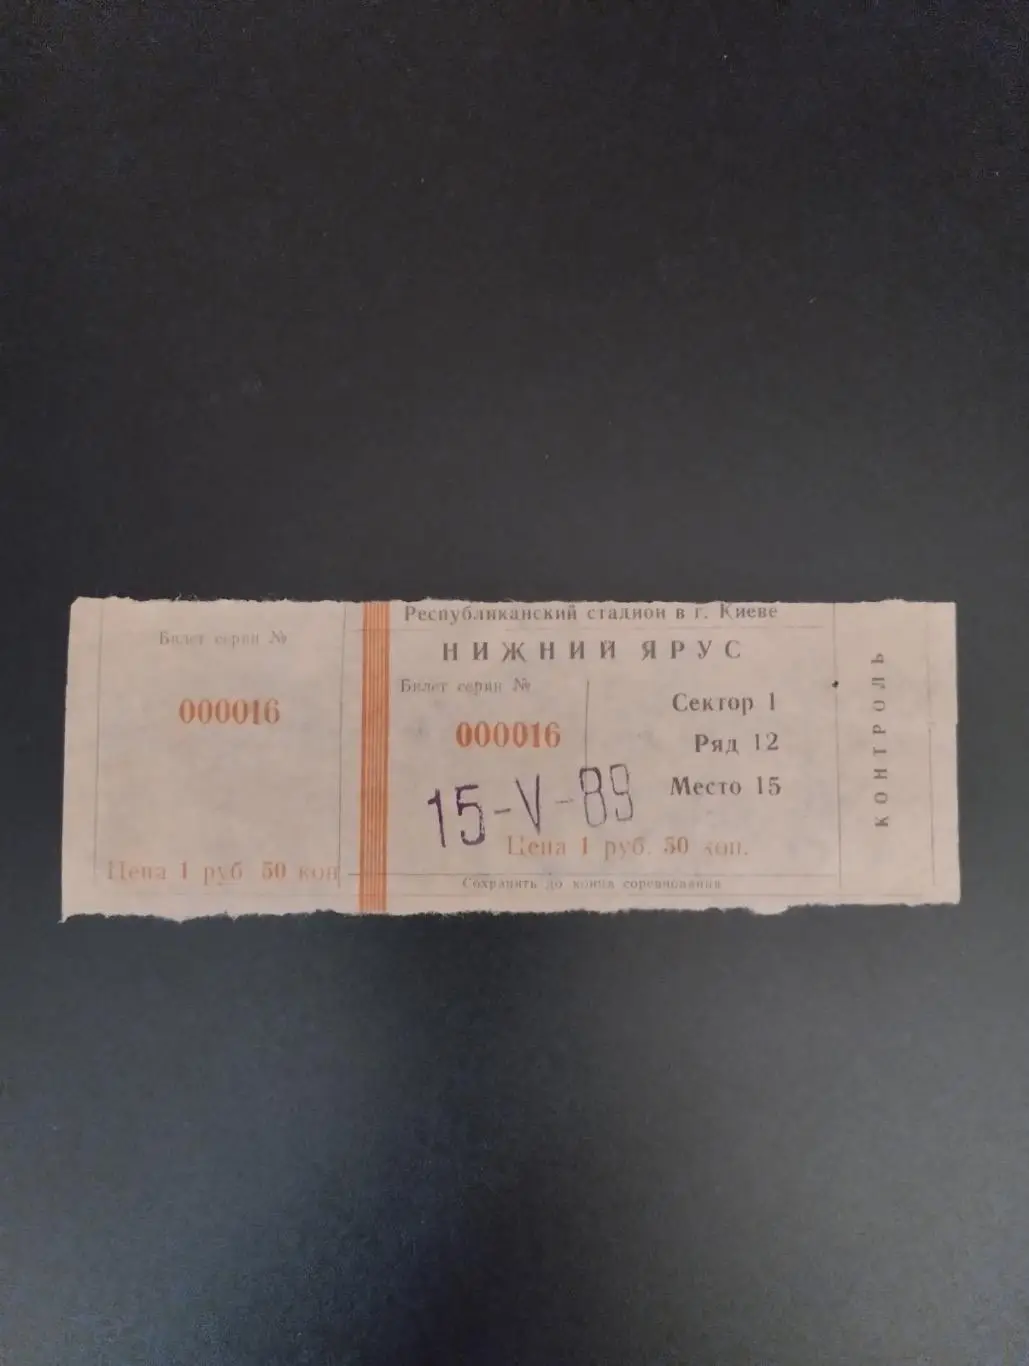 Билет серии №
000016
Цена 1 руб 50 коп
Республиканский стадион в г. Киеве
НИЖНИЙ ЯРУС
Билет серии №
000016
Сектор 1
Ряд 12
Место 15
15-V-89
Цена 1 руб. 50 коп.
Сохранять до конца соревнования
КОНТРОЛЬ